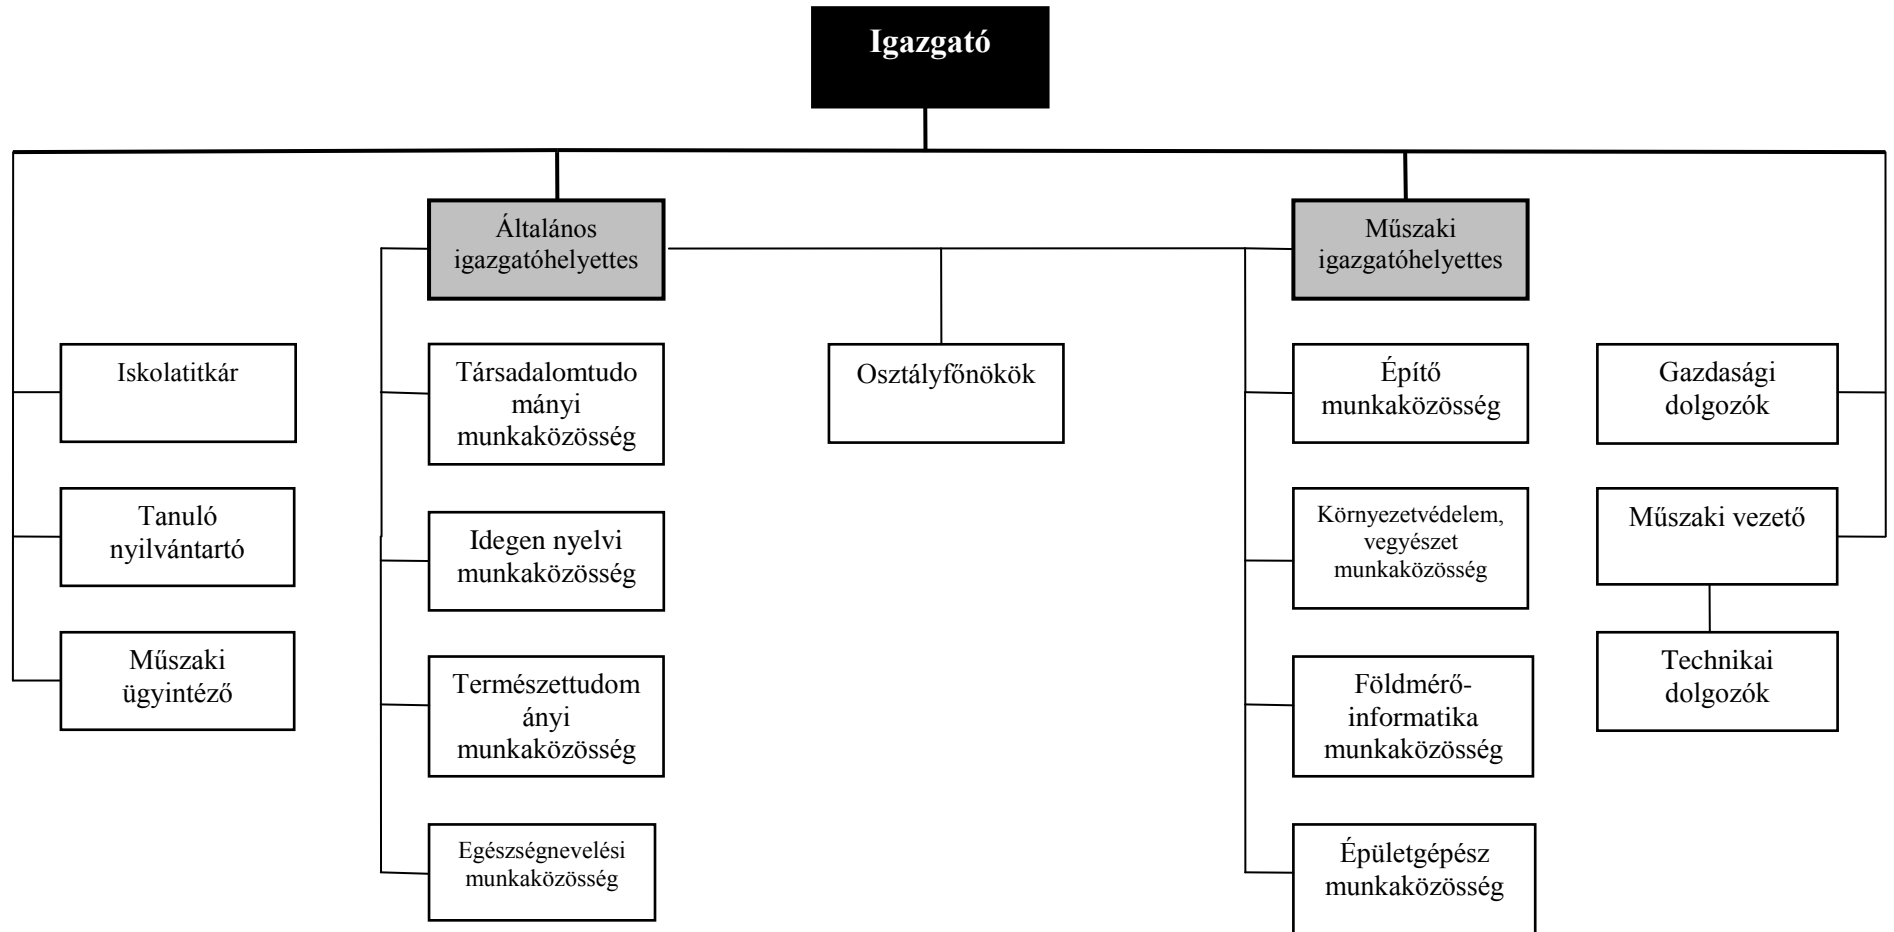 Igazgató
Általános
igazgatóhelyettes
Műszaki
igazgatóhelyettes
Iskolatitkár
Társadalomtudo
mányi
munkaközösség
Osztályfőnökök
Építő
munkaközösség
Gazdasági
dolgozók
Tanuló
nyilvántartó
Idegen nyelvi
munkaközösség
Környezetvédelem,
vegyészet
munkaközösség
Műszaki vezető
Műszaki
ügyintéző
Természettudom
ányi
munkaközösség
Földmérő-
informatika
munkaközösség
Technikai
dolgozók
Egészségnevelési
munkaközösség
Épületgépész
munkaközösség